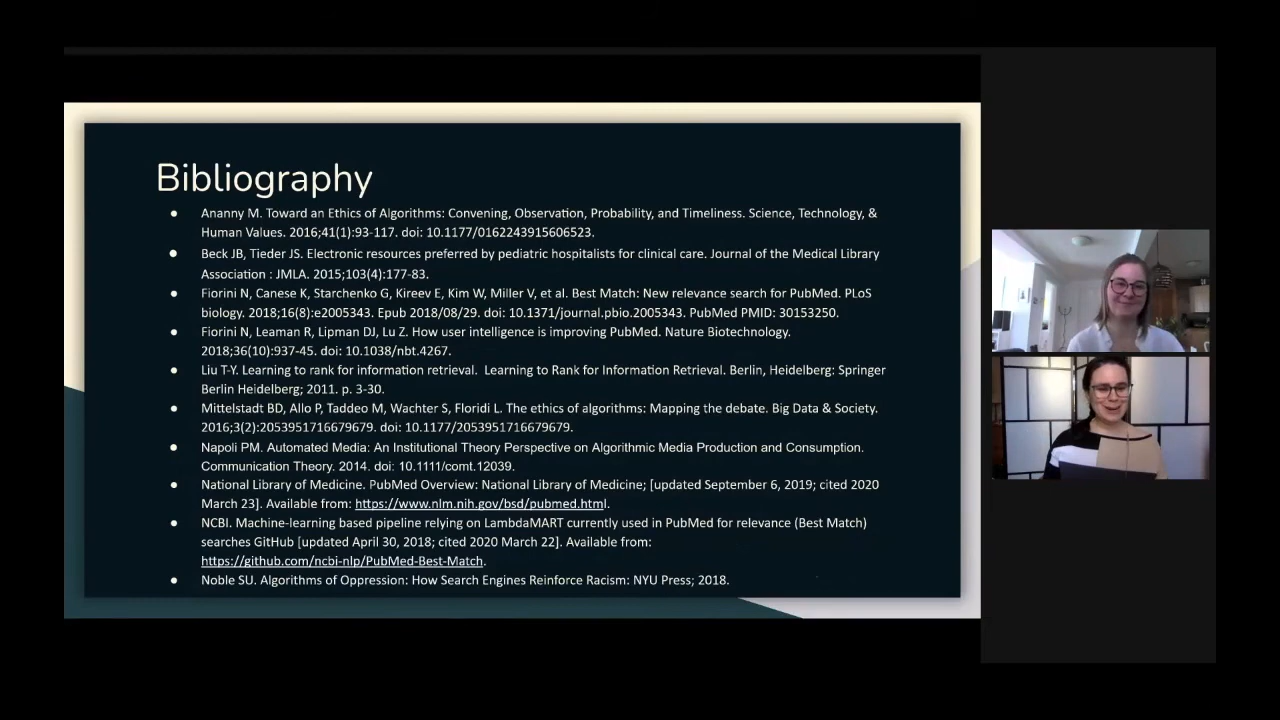 Bibliography
● Ananny M. Toward an Ethics of Algorithms: Convening, Observation, Probability, and Timeliness. Science, Technology, &
Human Values. 2016;41(1):93-117. doi: 10.1177/0162243915606523.
● Beck JB, Tieder JS. Electronic resources preferred by pediatric hospitalists for clinical care. Journal of the Medical Library
Association : JMLA. 2015;103(4):177-83.
● Fiorini N, Canese K, Starchenko G, Kireev E, Kim W, Miller V, et al. Best Match: New relevance search for PubMed. PLoS
biology. 2018;16(8):e2005343. Epub 2018/08/29. doi: 10.1371/journal.pbio.2005343. PubMed PMID: 30153250.
● Fiorini N, Leaman R, Lipman DJ, Lu Z. How user intelligence is improving PubMed. Nature Biotechnology.
2018;36(10):937-45. doi: 10.1038/nbt.4267.
● Liu T-Y. Learning to rank for information retrieval. Learning to Rank for Information Retrieval. Berlin, Heidelberg: Springer
Berlin Heidelberg; 2011. p. 3-30.
● Mittelstadt BD, Allo P, Taddeo M, Wachter S, Floridi L. The ethics of algorithms: Mapping the debate. Big Data & Society.
2016;3(2):2053951716679679. doi: 10.1177/2053951716679679.
● Napoli PM. Automated Media: An Institutional Theory Perspective on Algorithmic Media Production and Consumption.
Communication Theory. 2014. doi: 10.1111/comt.12039.
● National Library of Medicine. PubMed Overview: National Library of Medicine; [updated September 6, 2019; cited 2020
March 23]. Available from: https://www.nlm.nih.gov/bsd/pubmed.html.
● NCBI. Machine-learning based pipeline relying on LambdaMART currently used in PubMed for relevance (Best Match)
searches GitHub [updated April 30, 2018; cited 2020 March 22]. Available from:
https://github.com/ncbi-nlp/PubMed-Best-Match.
● Noble SU. Algorithms of Oppression: How Search Engines Reinforce Racism: NYU Press; 2018.